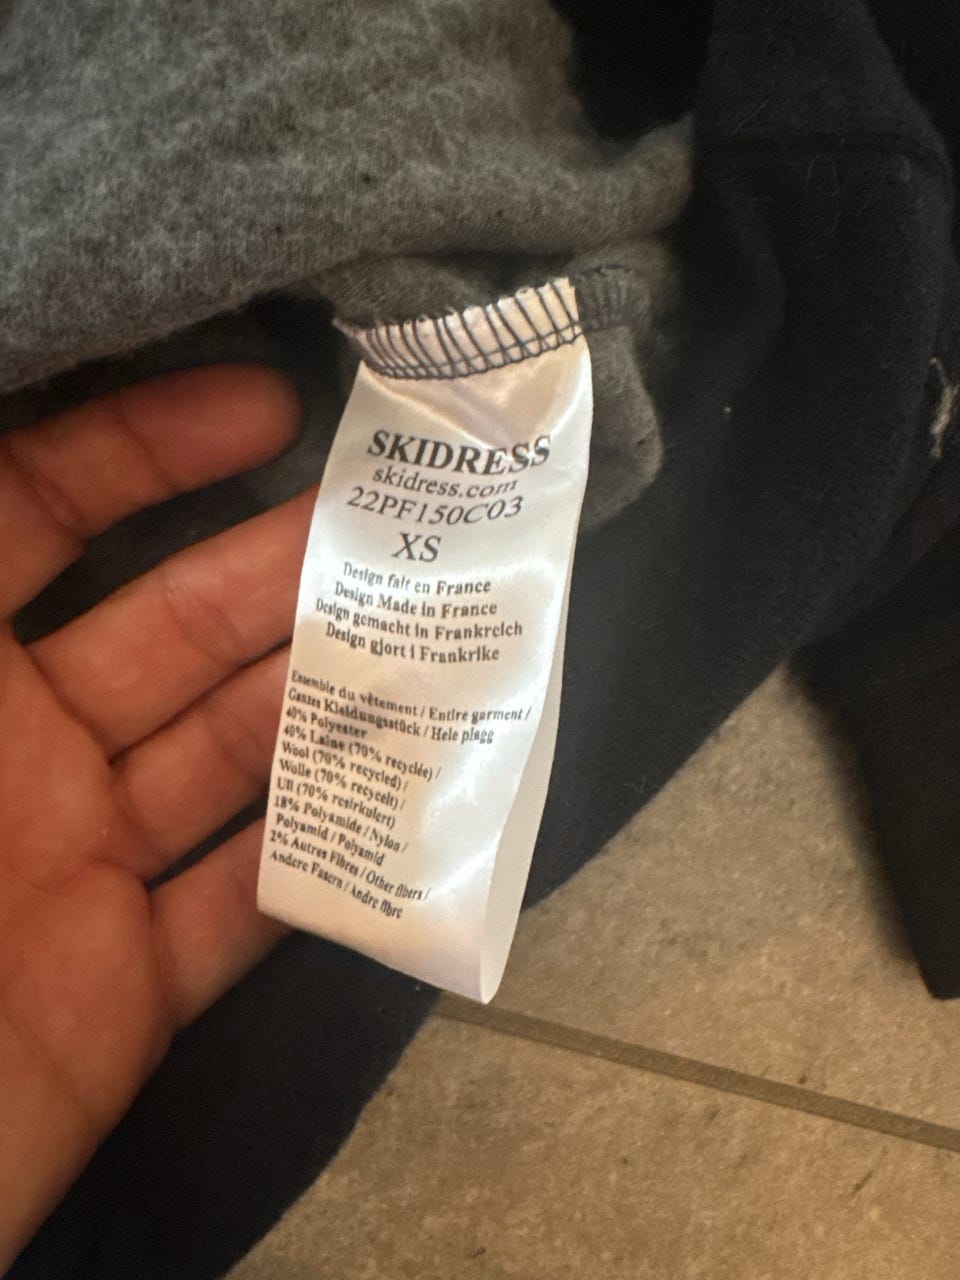 SKIDRESS
skidress.com
22PF150C03
XS
Design fait en France
Design Made in France
Design gemacht in Frankreich
Design gjort i Frankrike
Ensemble du vêtement / Entire garment /
Ganzes Kleidungsstück / Hele plagg
40% Polyester
40% Laine (70% recyclée) /
Wool (70% recycled) /
Wolle (70% recycelt) /
Ull (70% resirkulert)
18% Polyamide / Nylon /
Polyamid / Polyamid
2% Autres Fibres / Other fibers /
Andere Fasern / Andre fibre